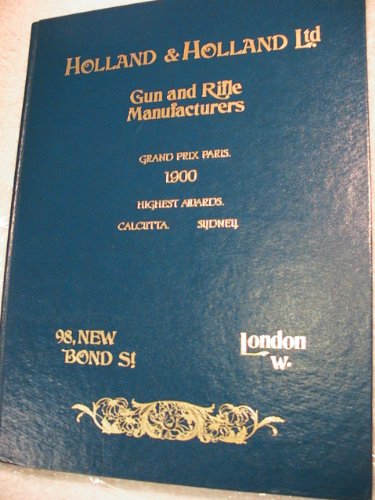 HOLLAND & HOLLAND Ltd
Gun and Rifle
Manufacturers
GRAND PRIX, PARIS.
1900
HIGHEST AWARDS.
CALCUTTA. SYDNEY.
98, NEW
BOND St.
London
W.